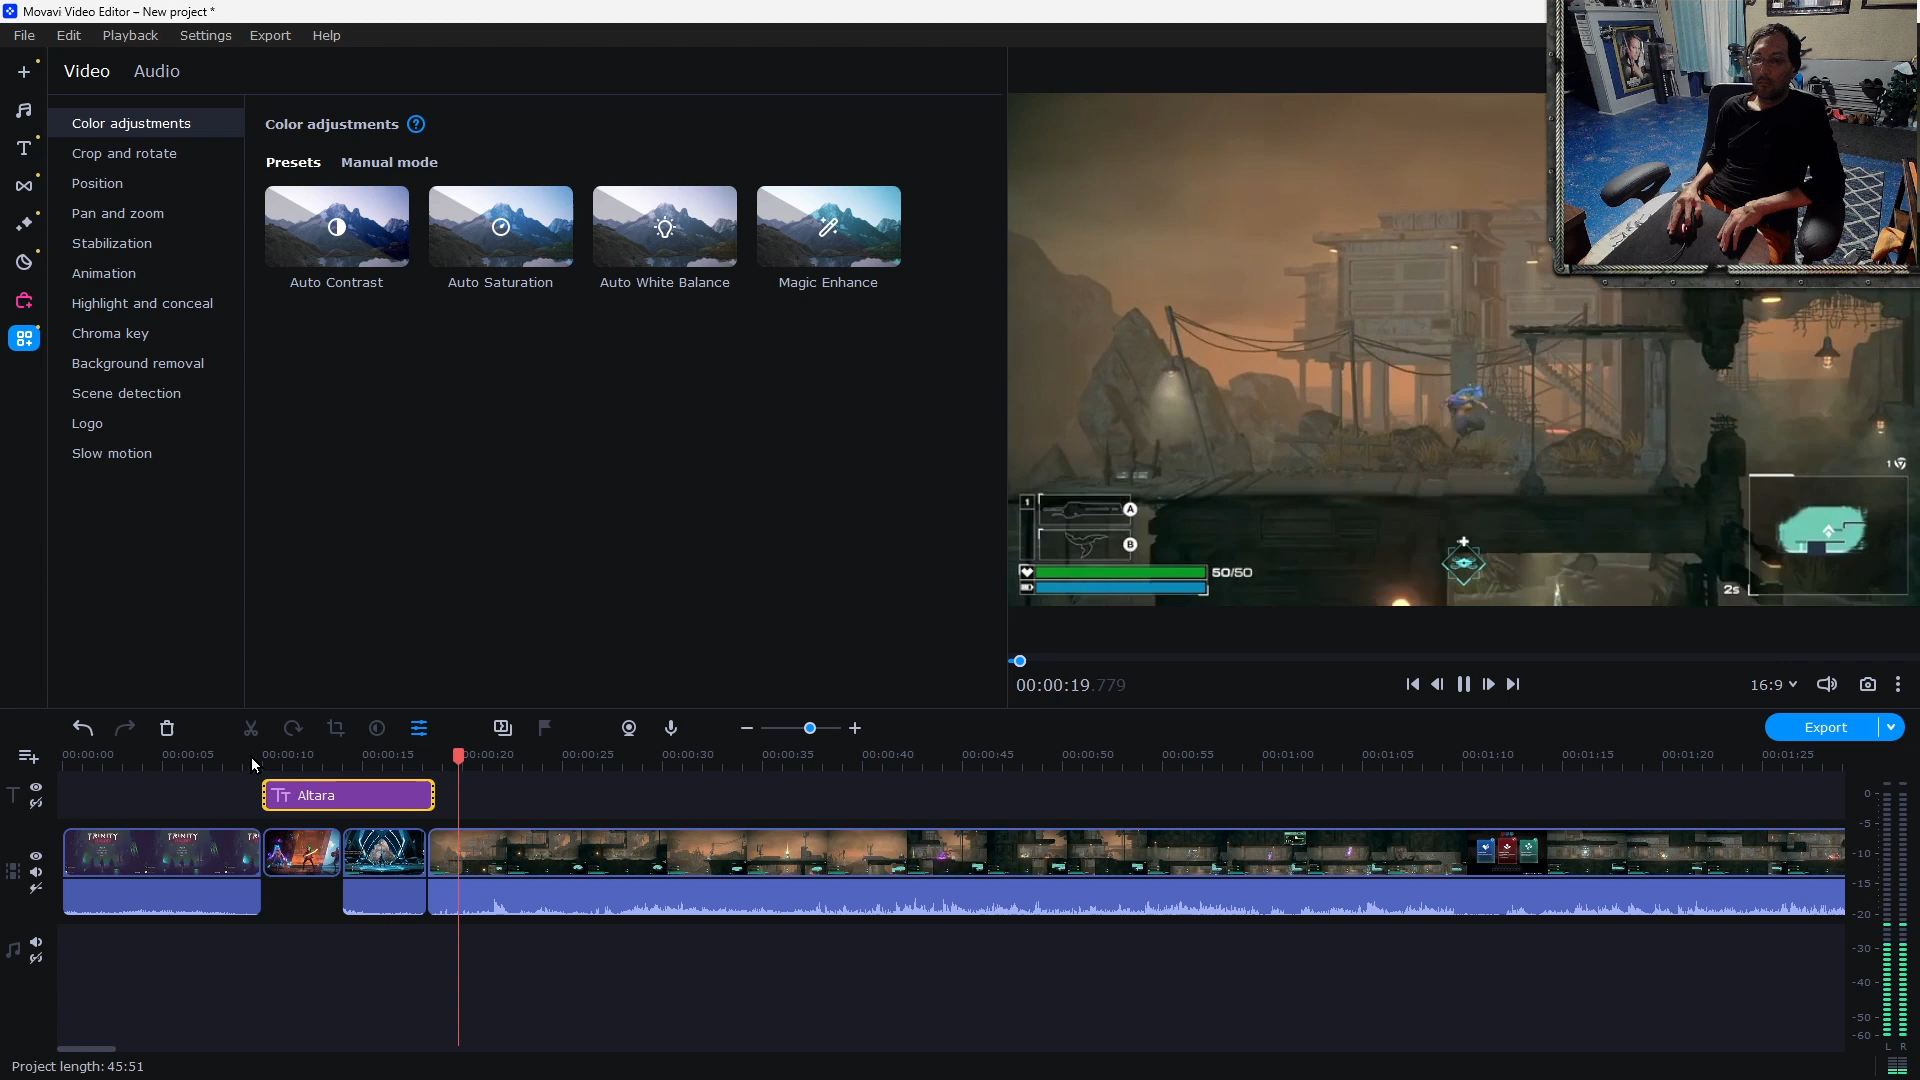 Movavi Video Editor – New project *
File Edit Playback Settings Export Help
Video Audio
Color adjustments
Crop and rotate
Position
Pan and zoom
Stabilization
Animation
Highlight and conceal
Chroma key
Background removal
Scene detection
Logo
Slow motion
Color adjustments ?
Presets Manual mode
Auto Contrast Auto Saturation Auto White Balance Magic Enhance
1
1
A
B
50/50
2s
00:00:19.779
16:9
Export
00:00:00 00:00:05 00:00:10 00:00:15 00:00:20 00:00:25 00:00:30 00:00:35 00:00:40 00:00:45 00:00:50 00:00:55 00:01:00 00:01:05 00:01:10 00:01:15 00:01:20 00:01:25
Tт Altara
TRINITY TRINITY TRI
0
-5
-10
-15
-20
-30
-40
-50
-60
L R
Project length: 45:51